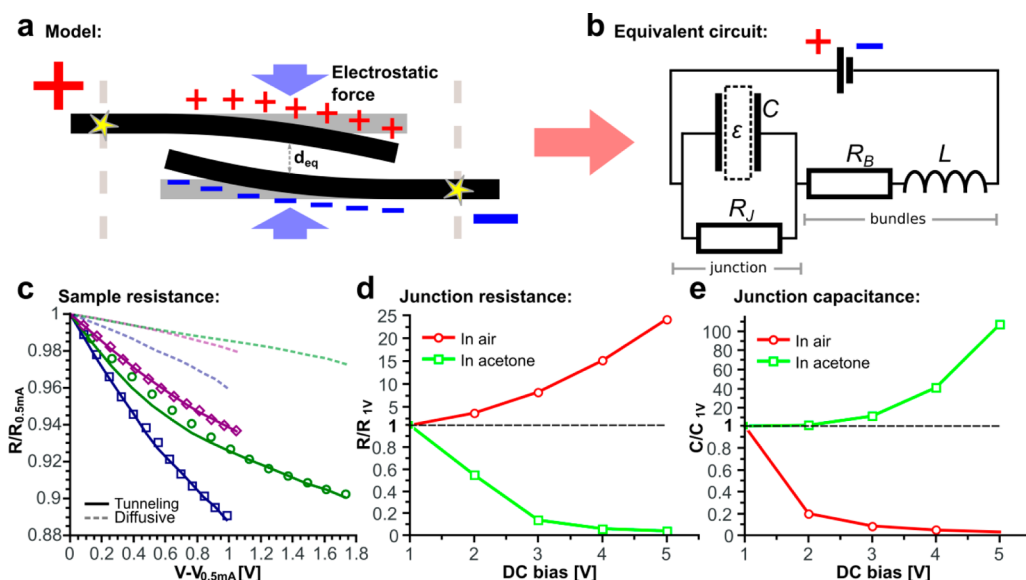 a Model:
Electrostatic
force
d_eq
b Equivalent circuit:
C
ε
R_B
L
R_J
bundles
junction
c Sample resistance:
R/R_0.5mA
1
0.98
0.96
0.94
0.92
0.9
0.88
Tunneling
Diffusive
0 0.2 0.4 0.6 0.8 1 1.2 1.4 1.6 1.8
V-V_0.5mA[V]
d Junction resistance:
R/R_1V
25
20
15
10
5
1
0.8
0.6
0.4
0.2
0
In air
In acetone
1 2 3 4 5
DC bias [V]
e Junction capacitance:
C/C_1V
100
80
60
40
20
1
0.8
0.6
0.4
0.2
0
In air
In acetone
1 2 3 4 5
DC bias [V]